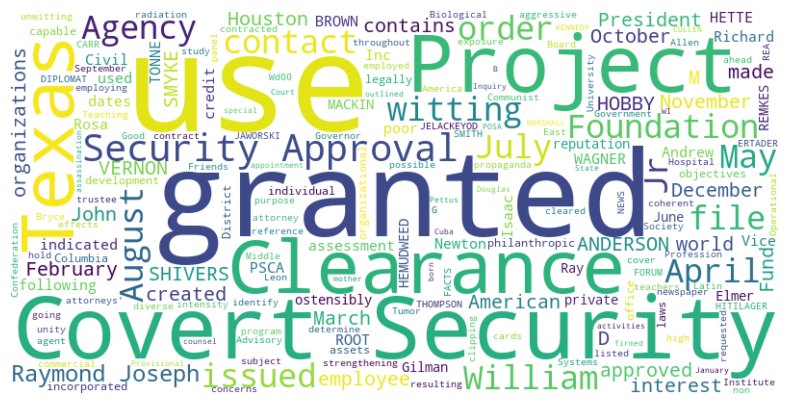 unwitting
Agency
Houston
BROWN
contains
Biological
aggressive
order
President
HETTE
capable
radiation
CARR
study
panel
KENNEDY
CULLEN
Texas
use
contact
Project
October
Richard
throughout
contracted
exposure
Board
Allen
REA
September
DIPLOMAT
Civil
TONNE
SMYKE
Inc
employed
Communist
ahead
organizations
used
credit
legally
America
B
Inquiry
University
M
made
employing
dates
MACKIN
outlined
WdOO
Court
witting
HOBBY
November
REMKES
Teaching
Rosa
Good
contract
Governor
special
poor
JELACKEYOD
POSA
East
Government
MARSHALL
WI
VERNON
development
assassination
JAWORSKI
SMITH
Foundation
Security Approval
July
reputation
ERTADER
Friends
possible
WAGNER
Andrew
Hospital
May
trustee
appointment
propaganda
State
objectives
John
August
District
individual
organizational
Douglas
NEWS
Jr
December
file
Operational
Bryce
effects
purpose
attorney
granted
Pettus
G
Isaac
cleared
June
Society
coherent
Confederation
hold
Columbia
reference
Newton
philanthropic
ANDERSON
world
Vice
indicated
Middle
assessment
HEMUDWEED
Cuba
cover
Profession
February
SHIVERS
PSCA
Leon
Clearance
FACTS
Ray
FORUM
teachers
Latin
April
Fund
following
attorneys'
created
ostensibly
mother
born
American
private
office
newspaper
Elmer
HITILAGER
diverse
intensity
identify
March
THOMPSON
laws
going
unity
agent
program
determine
Tumor
ROOT
clipping
D
high
requested
Covert Security
commercial
Provisional
counsel
Advisory
assets
cards
activities
listed
January
Raymond Joseph
issued
subject
strengthening
Gilman
firmed
Systems
approved
interest
incorporated
concerns
employee
resulting
William
Institute
non